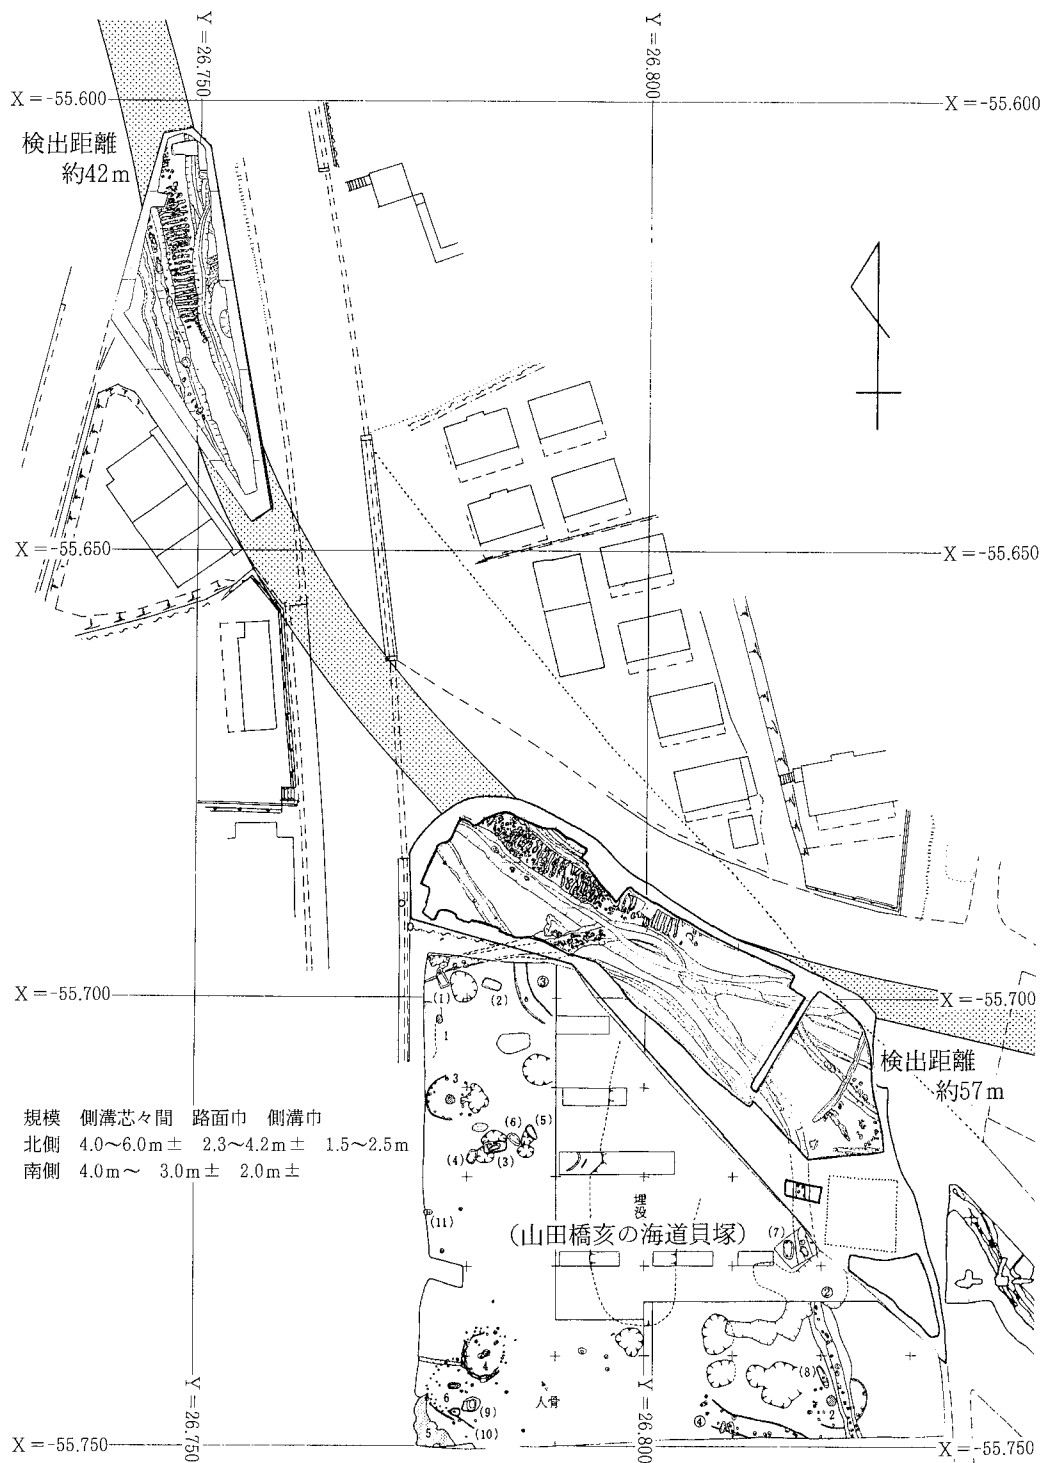 Y = 26.750
Y = 26.800
X = -55.600
X = -55.600
検出距離
約42m
X = -55.650
X = -55.650
X = -55.700
X = -55.700
検出距離
約57m
規模 側溝芯々間 路面巾 側溝巾
北側 4.0～6.0m± 2.3～4.2m± 1.5～2.5m
南側 4.0m～ 3.0m± 2.0m±
(1)
(2)
③
1
3
(6)
(5)
(4)
(3)
(11)
埋没
(山田橋亥の海道貝塚)
(7)
②
4
6
(9)
(10)
5
人骨
(8)
2
④
Y = 26.750
Y = 26.800
X = -55.750
X = -55.750